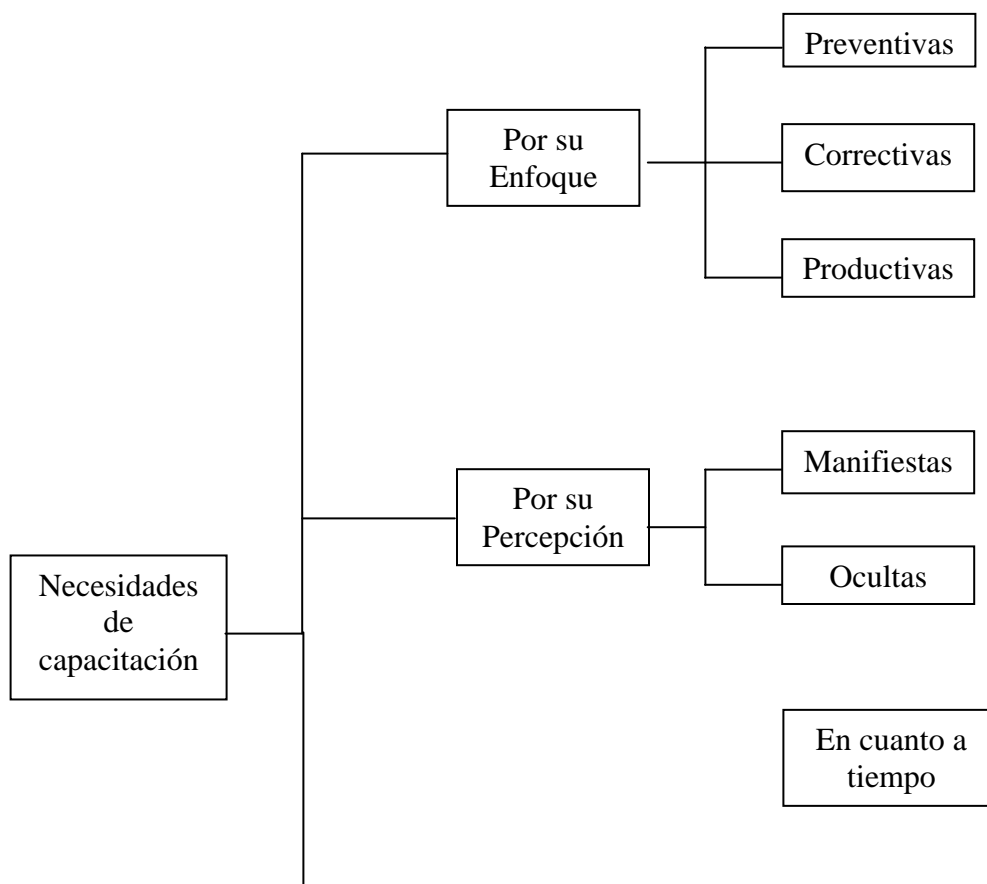 Preventivas
Por su
Enfoque
Correctivas
Productivas
Manifiestas
Por su
Percepción
Ocultas
Necesidades
de
capacitación
En cuanto a
tiempo